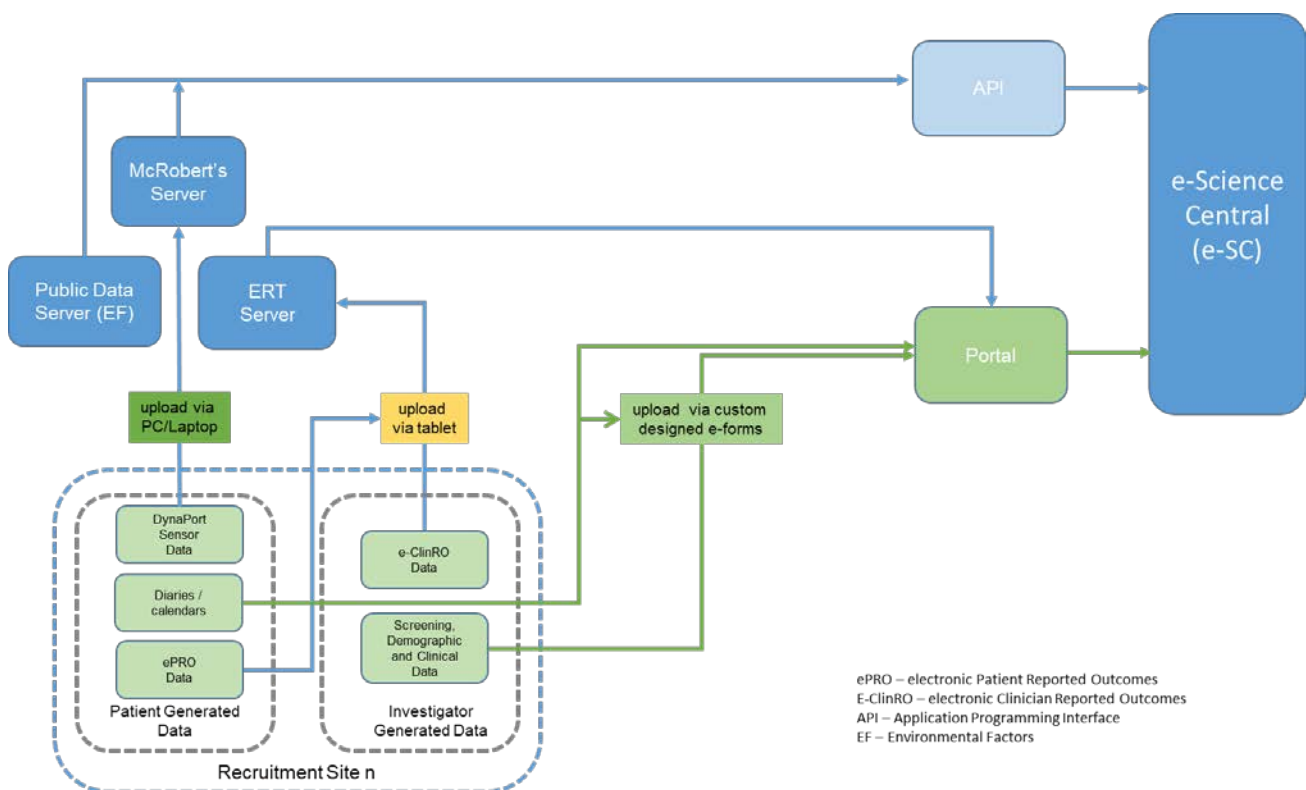 API
e-Science
Central
(e-SC)
McRobert's
Server
Public Data
Server (EF)
ERT
Server
Portal
upload via
PC/Laptop
upload
via tablet
upload via custom
designed e-forms
DynaPort
Sensor
Data
Diaries /
calendars
ePRO
Data
Patient Generated
Data
e-ClinRO
Data
Screening,
Demographic
and Clinical
Data
Investigator
Generated Data
Recruitment Site n
ePRO – electronic Patient Reported Outcomes
E-ClinRO – electronic Clinician Reported Outcomes
API – Application Programming Interface
EF – Environmental Factors